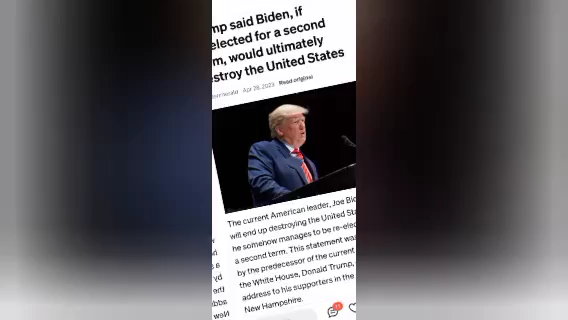 mp said Biden, if
elected for a second
m, would ultimately
stroy the United States
Apr 28, 2023 Read original
The current American leader, Joe Bid
will end up destroying the United Sta
he somehow manages to be re-elec
a second term. This statement was
by the predecessor of the current
the White House, Donald Trump,
address to his supporters in the
New Hampshire.